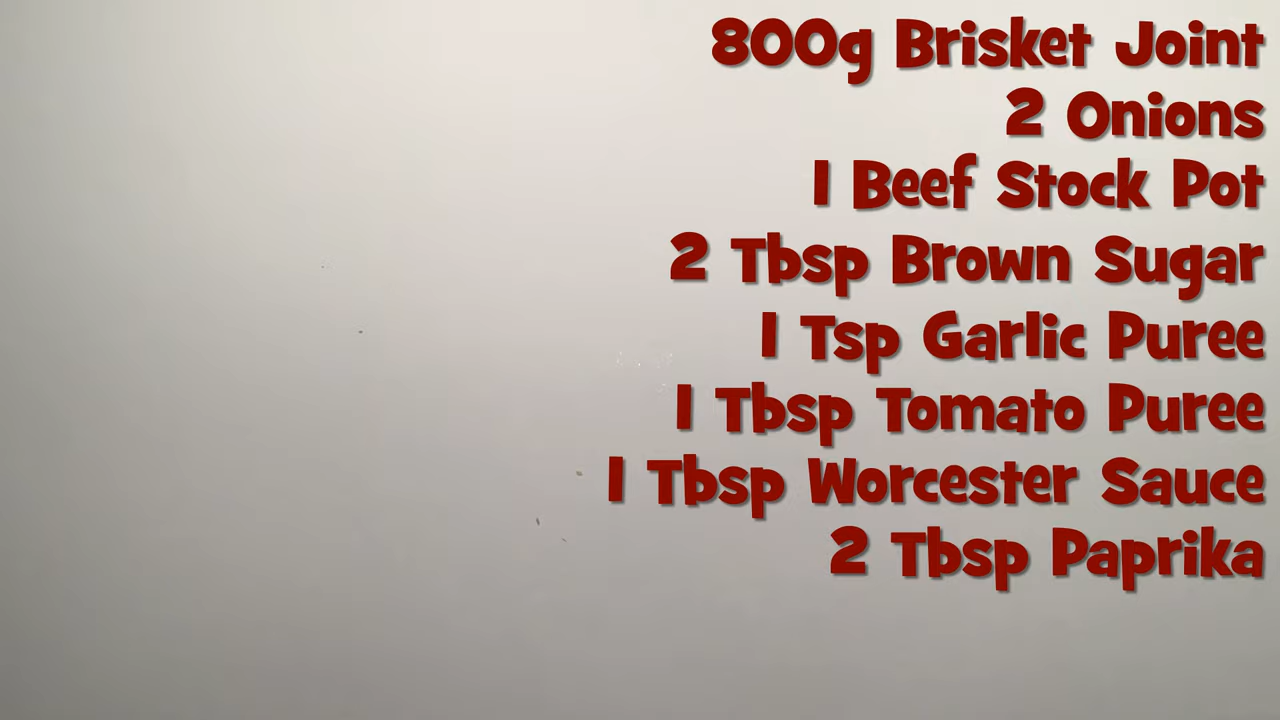 800g Brisket Joint
2 Onions
1 Beef Stock Pot
2 Tbsp Brown Sugar
1 Tsp Garlic Puree
1 Tbsp Tomato Puree
1 Tbsp Worcester Sauce
2 Tbsp Paprika